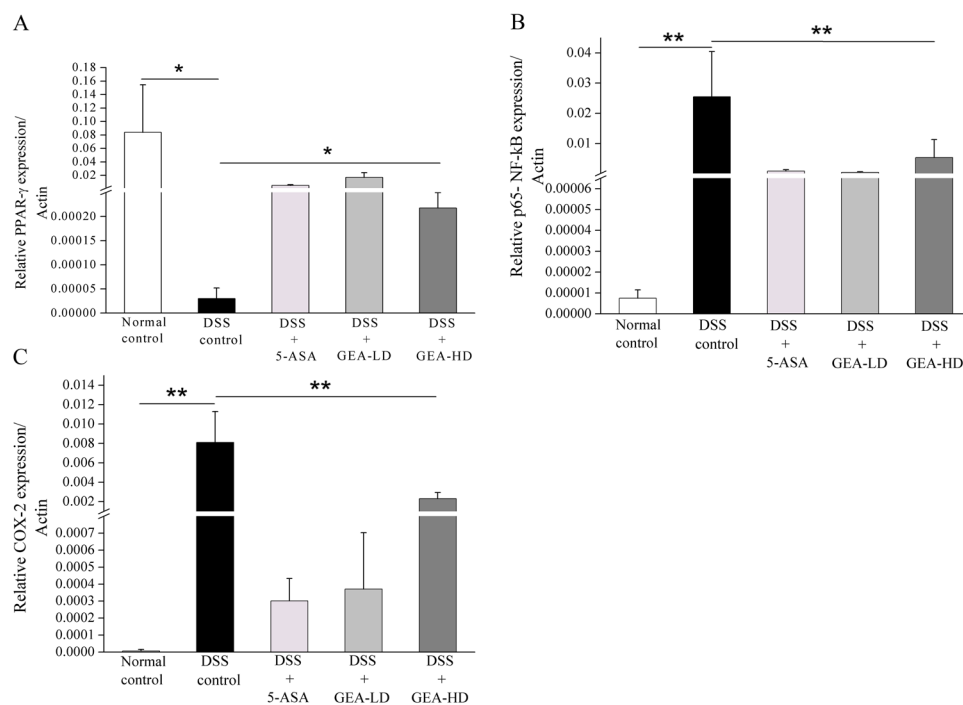 A
Relative PPAR-γ expression/
Actin
0.18
0.16
0.14
0.12
0.10
0.08
0.06
0.04
0.02
0.00020
0.00015
0.00010
0.00005
0.00000
*
*
Normal control
DSS control
DSS + 5-ASA
DSS + GEA-LD
DSS + GEA-HD
B
Relative p65- NF-kB expression/
Actin
0.04
0.03
0.02
0.01
0.00006
0.00005
0.00004
0.00003
0.00002
0.00001
0.00000
**
**
Normal control
DSS control
DSS + 5-ASA
DSS + GEA-LD
DSS + GEA-HD
C
Relative COX-2 expression/
Actin
0.014
0.012
0.010
0.008
0.006
0.004
0.002
0.0007
0.0006
0.0005
0.0004
0.0003
0.0002
0.0001
0.0000
**
**
Normal control
DSS control
DSS + 5-ASA
DSS + GEA-LD
DSS + GEA-HD